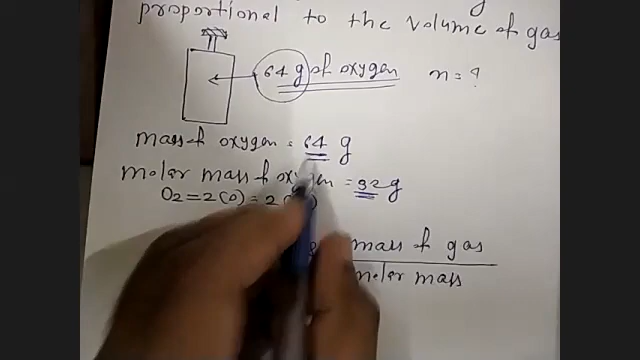 proportional to the volume of gas
64 g of oxygen n = ?
Mass of oxygen = 64 g
molar mass of oxygen = 32 g
O2 = 2(O) = 2
mass of gas
molar mass